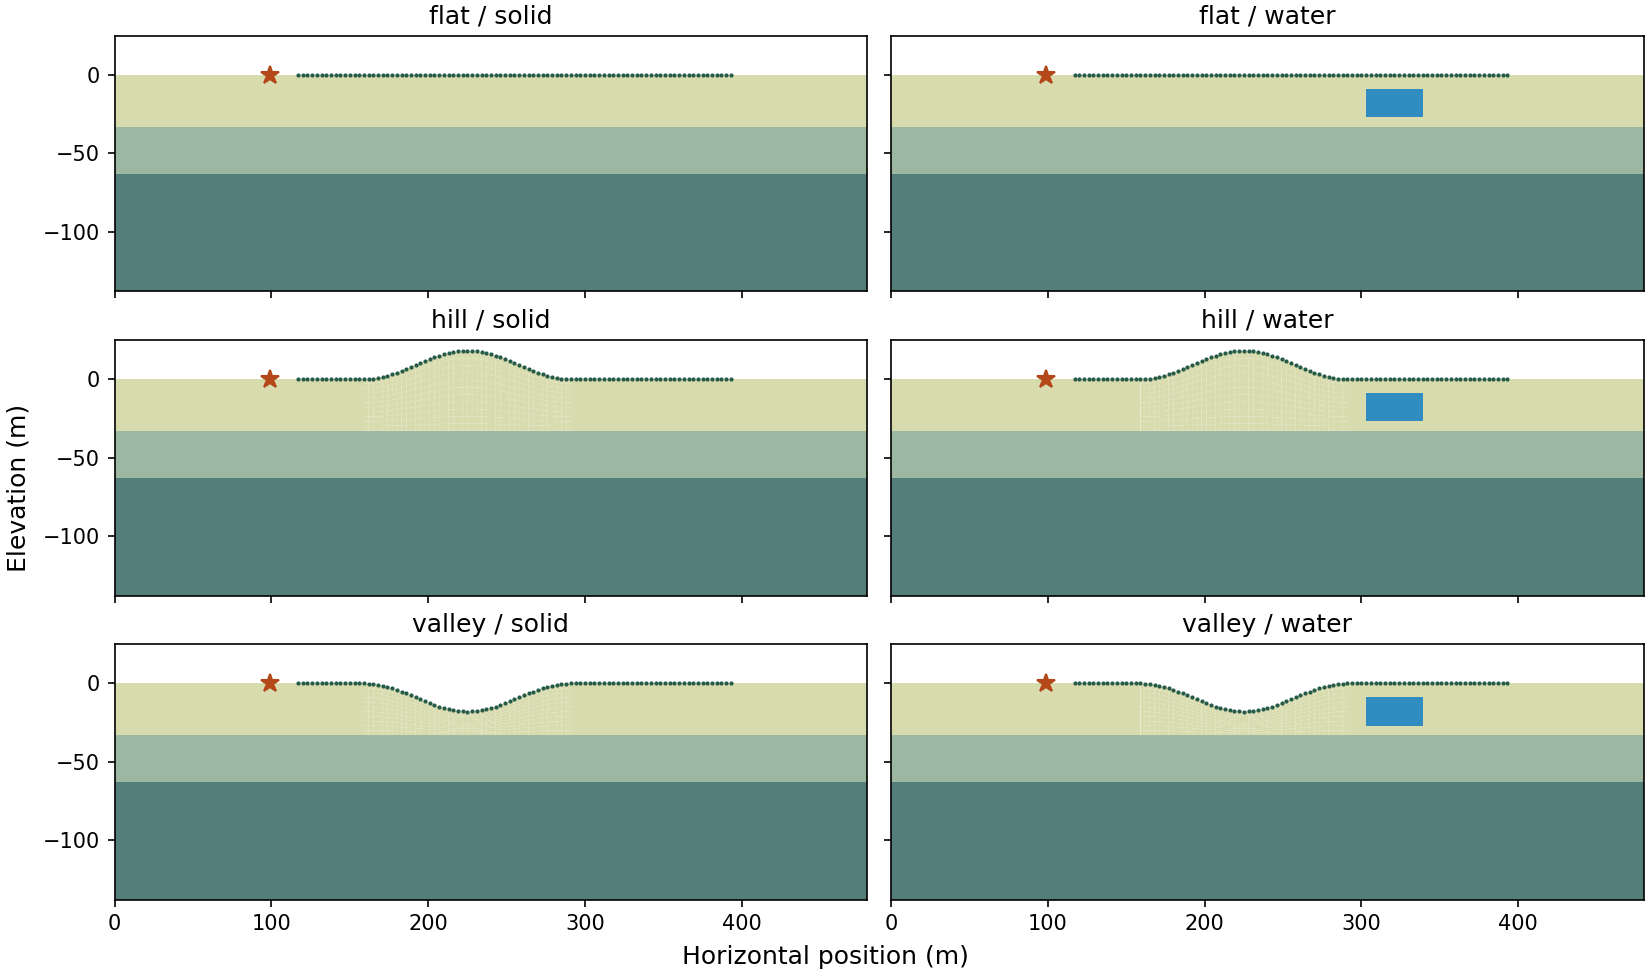 flat / solid
flat / water
0
−50
−100
hill / solid
hill / water
0
−50
−100
Elevation (m)
valley / solid
valley / water
0
−50
−100
0 100 200 300 400
0 100 200 300 400
Horizontal position (m)